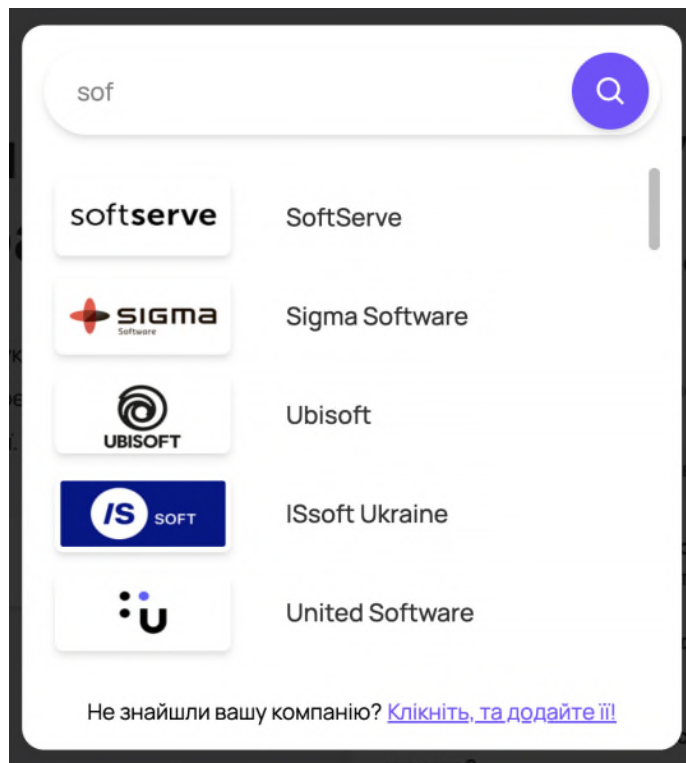 sof
softserve
SoftServe
sigma
Software
Sigma Software
UBISOFT
Ubisoft
IS SOFT
ISsoft Ukraine
:u
United Software
Не знайшли вашу компанію? Клікніть, та додайте її!